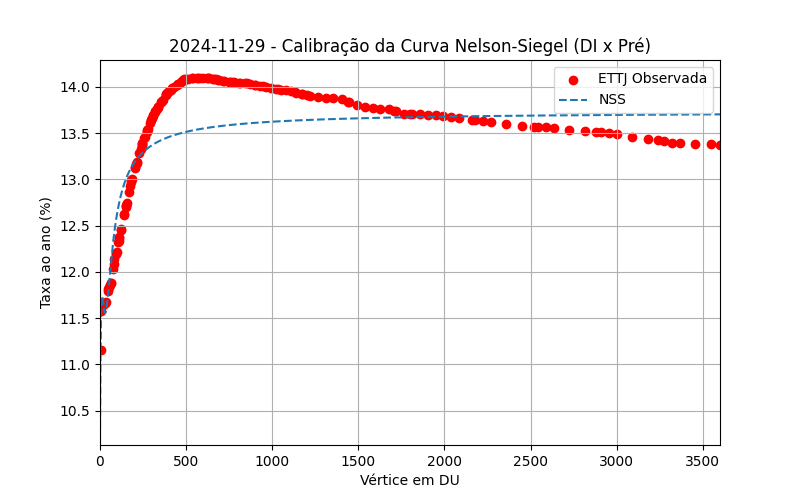 2024-11-29 - Calibração da Curva Nelson-Siegel (DI x Pré)
ETTJ Observada
NSS
Taxa ao ano (%)
14.0
13.5
13.0
12.5
12.0
11.5
11.0
10.5
0 500 1000 1500 2000 2500 3000 3500
Vértice em DU